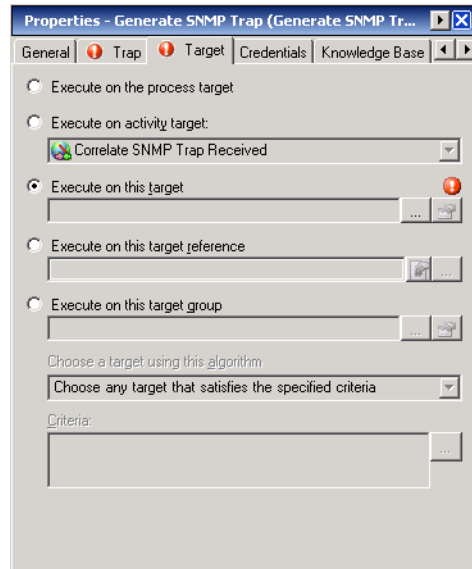 Properties - Generate SNMP Trap (Generate SNMP Tr...
General Trap Target Credentials Knowledge Base
Execute on the process target
Execute on activity target:
Correlate SNMP Trap Received
Execute on this target
...
Execute on this target reference
...
Execute on this target group
...
Choose a target using this algorithm
Choose any target that satisfies the specified criteria
Criteria:
...